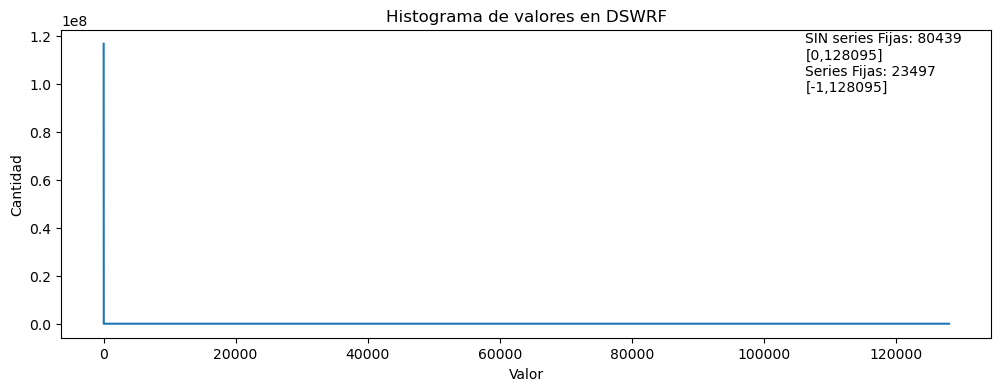 Histograma de valores en DSWRF
1e8
SIN series Fijas: 80439
[0,128095]
Series Fijas: 23497
[-1,128095]
1.2
1.0
0.8
0.6
0.4
0.2
0.0
Cantidad
0 20000 40000 60000 80000 100000 120000
Valor